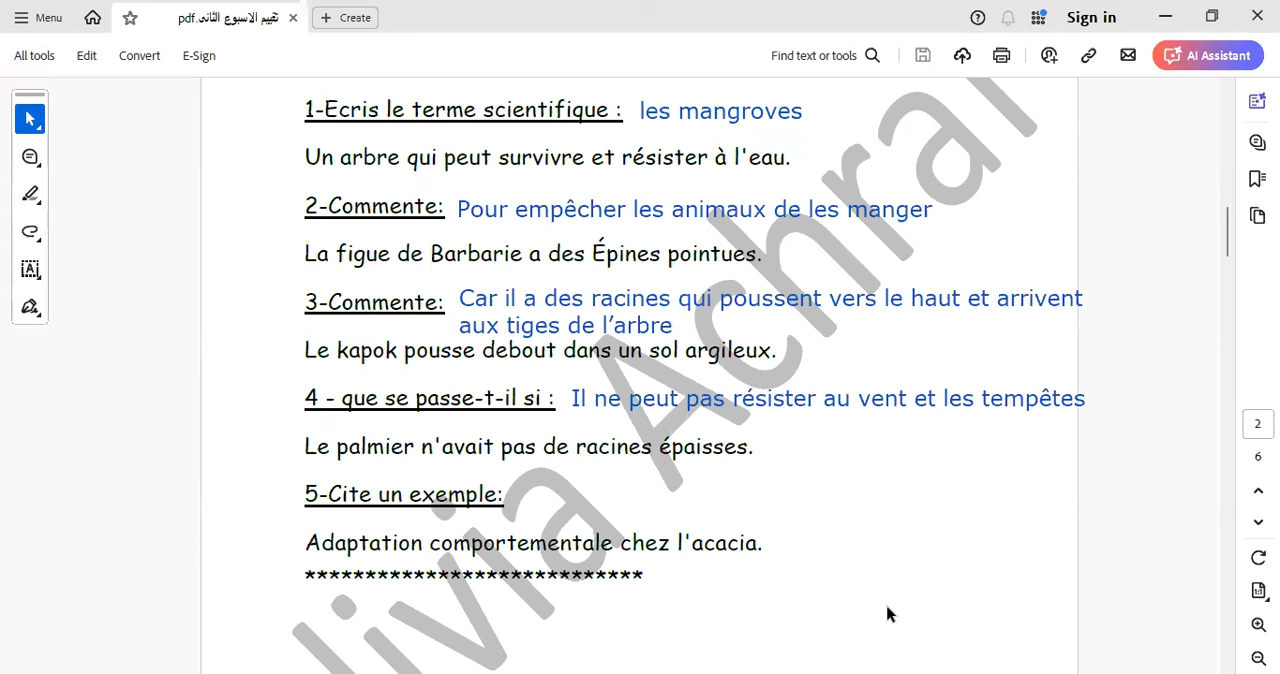 Menu
تقييم الاسبوع الثاني.pdf
Create
Sign in
All tools
Edit
Convert
E-Sign
Find text or tools
AI Assistant
1-Ecris le terme scientifique : les mangroves
Un arbre qui peut survivre et résister à l'eau.
2-Commente: Pour empêcher les animaux de les manger
La figue de Barbarie a des Épines pointues.
3-Commente: Car il a des racines qui poussent vers le haut et arrivent
aux tiges de l’arbre
Le kapok pousse debout dans un sol argileux.
4 - que se passe-t-il si : Il ne peut pas résister au vent et les tempêtes
Le palmier n'avait pas de racines épaisses.
5-Cite un exemple:
Adaptation comportementale chez l'acacia.
****************************
livia Achra
2
6